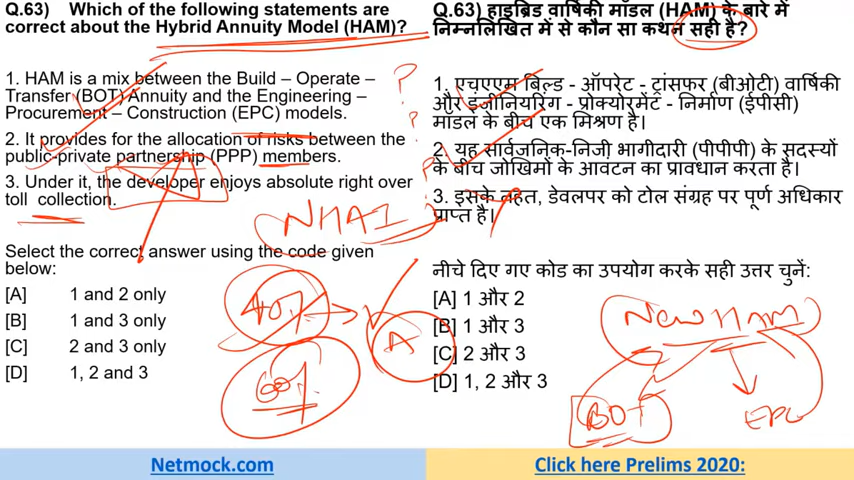 Q.63) Which of the following statements are
correct about the Hybrid Annuity Model (HAM)?
1. HAM is a mix between the Build – Operate –
Transfer (BOT) Annuity and the Engineering –
Procurement – Construction (EPC) models.
2. It provides for the allocation of risks between the
public-private partnership (PPP) members.
3. Under it, the developer enjoys absolute right over
toll collection.
NHAI
Select the correct answer using the code given
below:
[A] 1 and 2 only
[B] 1 and 3 only
[C] 2 and 3 only
[D] 1, 2 and 3
40%
A
60%
Q.63) हाइब्रिड वार्षिकी मॉडल (HAM) के बारे में
निम्नलिखित में से कौन सा कथन सही है?
1. एचएएम बिल्ड - ऑपरेट - ट्रांसफर (बीओटी) वार्षिकी
और इंजीनियरिंग - प्रोक्योरमेंट - निर्माण (ईपीसी)
मॉडल के बीच एक मिश्रण है।
2. यह सार्वजनिक-निजी भागीदारी (पीपीपी) के सदस्यों
के बीच जोखिमों के आवटन का प्रावधान करता है।
3. इसके तहत, डेवलपर को टोल संग्रह पर पूर्ण अधिकार
प्राप्त है।
नीचे दिए गए कोड का उपयोग करके सही उत्तर चुनें:
[A] 1 और 2
[B] 1 और 3
[C] 2 और 3
[D] 1, 2 और 3
New HAM
BOT
EPC
Netmock.com
Click here Prelims 2020: